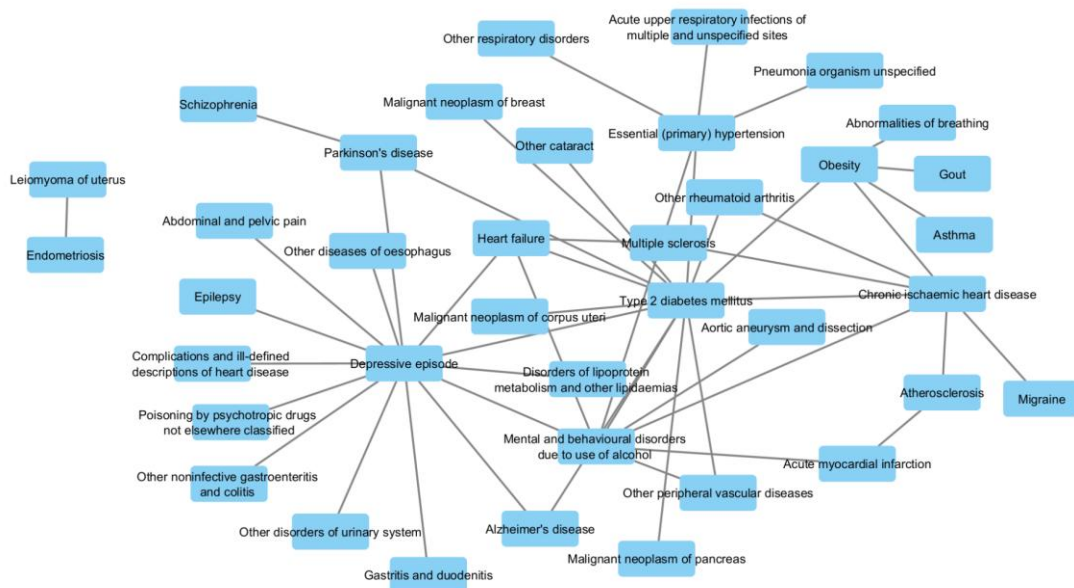 Acute upper respiratory infections of
multiple and unspecified sites
Other respiratory disorders
Pneumonia organism unspecified
Schizophrenia
Malignant neoplasm of breast
Essential (primary) hypertension
Abnormalities of breathing
Parkinson's disease
Other cataract
Obesity
Gout
Leiomyoma of uterus
Other rheumatoid arthritis
Abdominal and pelvic pain
Asthma
Endometriosis
Other diseases of oesophagus
Heart failure
Multiple sclerosis
Epilepsy
Type 2 diabetes mellitus
Chronic ischaemic heart disease
Malignant neoplasm of corpus uteri
Aortic aneurysm and dissection
Complications and ill-defined
descriptions of heart disease
Depressive episode
Disorders of lipoprotein
metabolism and other lipidaemias
Atherosclerosis
Migraine
Poisoning by psychotropic drugs
not elsewhere classified
Mental and behavioural disorders
due to use of alcohol
Acute myocardial infarction
Other noninfective gastroenteritis
and colitis
Other peripheral vascular diseases
Other disorders of urinary system
Alzheimer's disease
Malignant neoplasm of pancreas
Gastritis and duodenitis